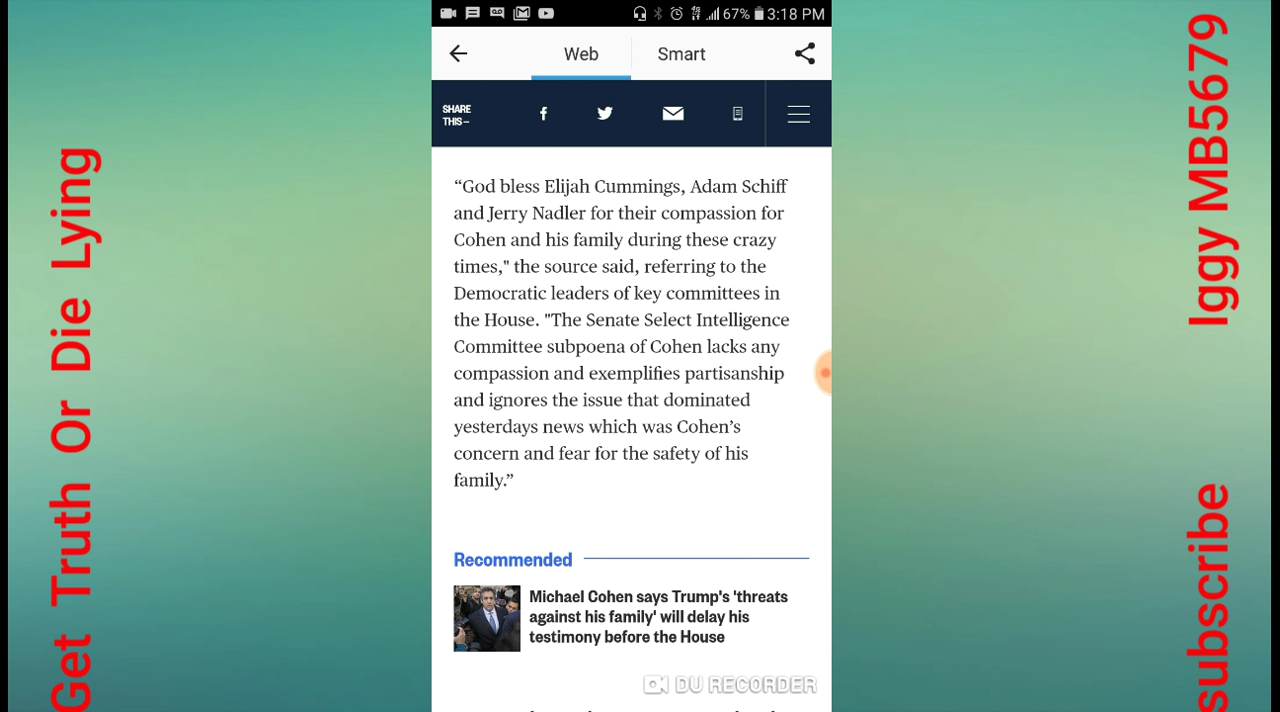 67% 3:18 PM
Web Smart
SHARE
THIS–
“God bless Elijah Cummings, Adam Schiff
and Jerry Nadler for their compassion for
Cohen and his family during these crazy
times," the source said, referring to the
Democratic leaders of key committees in
the House. "The Senate Select Intelligence
Committee subpoena of Cohen lacks any
compassion and exemplifies partisanship
and ignores the issue that dominated
yesterdays news which was Cohen’s
concern and fear for the safety of his
family.”
Recommended
Michael Cohen says Trump's 'threats
against his family' will delay his
testimony before the House
DU RECORDER
Get Truth Or Die Lying
subscribe Iggy MB5679